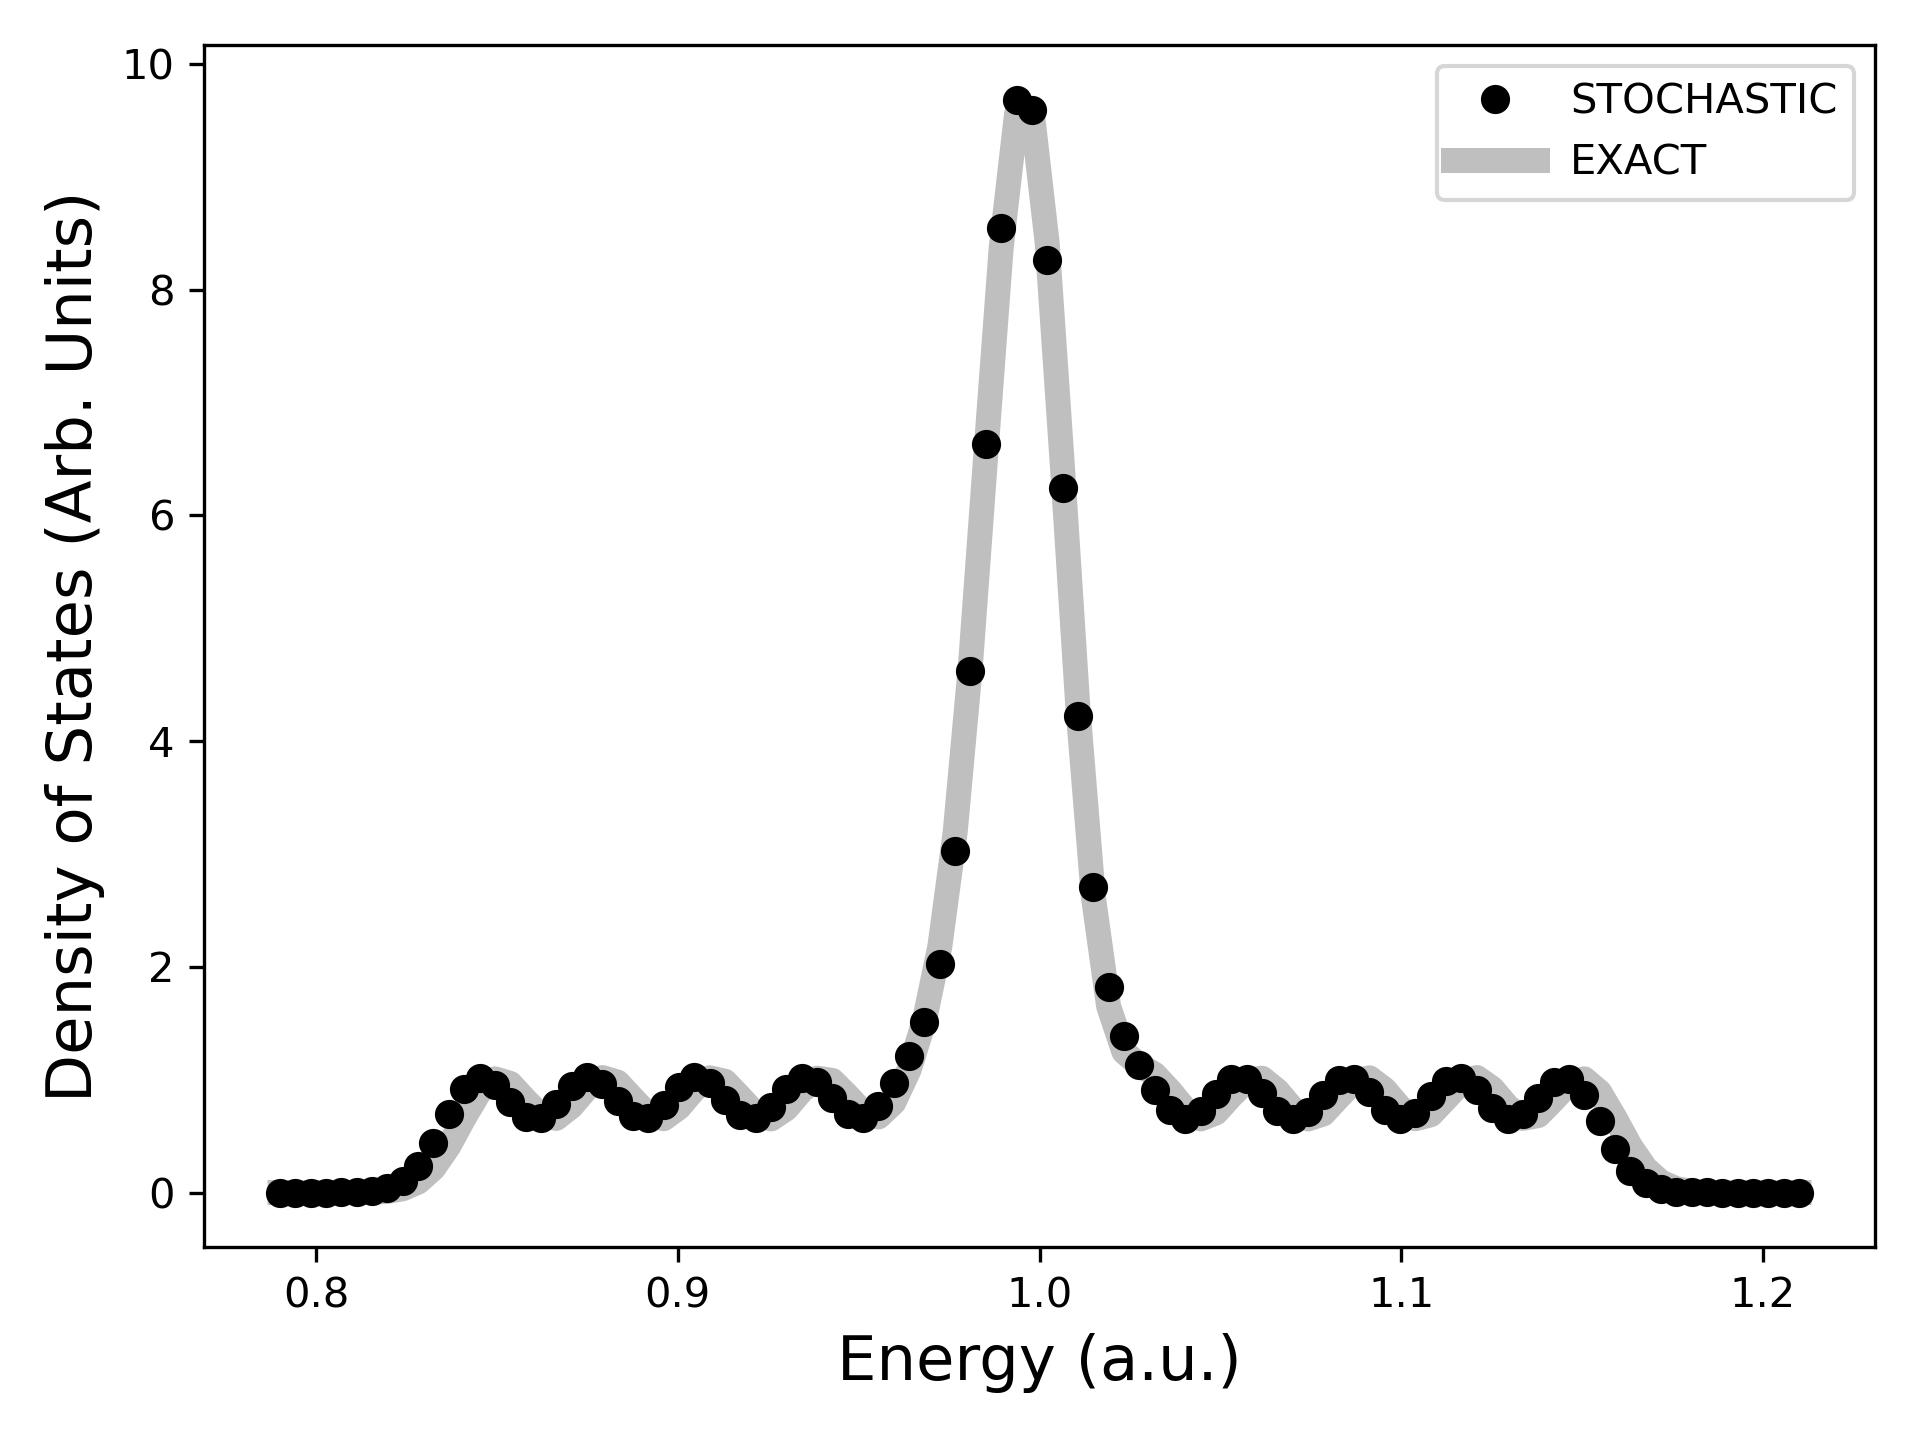 10
8
6
4
2
0
Density of States (Arb. Units)
STOCHASTIC
EXACT
0.8 0.9 1.0 1.1 1.2
Energy (a.u.)